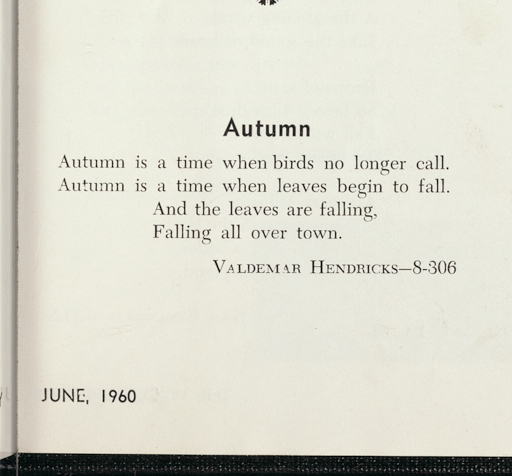 Autumn
Autumn is a time when birds no longer call.
Autumn is a time when leaves begin to fall.
And the leaves are falling,
Falling all over town.
VALDEMAR HENDRICKS—8-306
JUNE, 1960